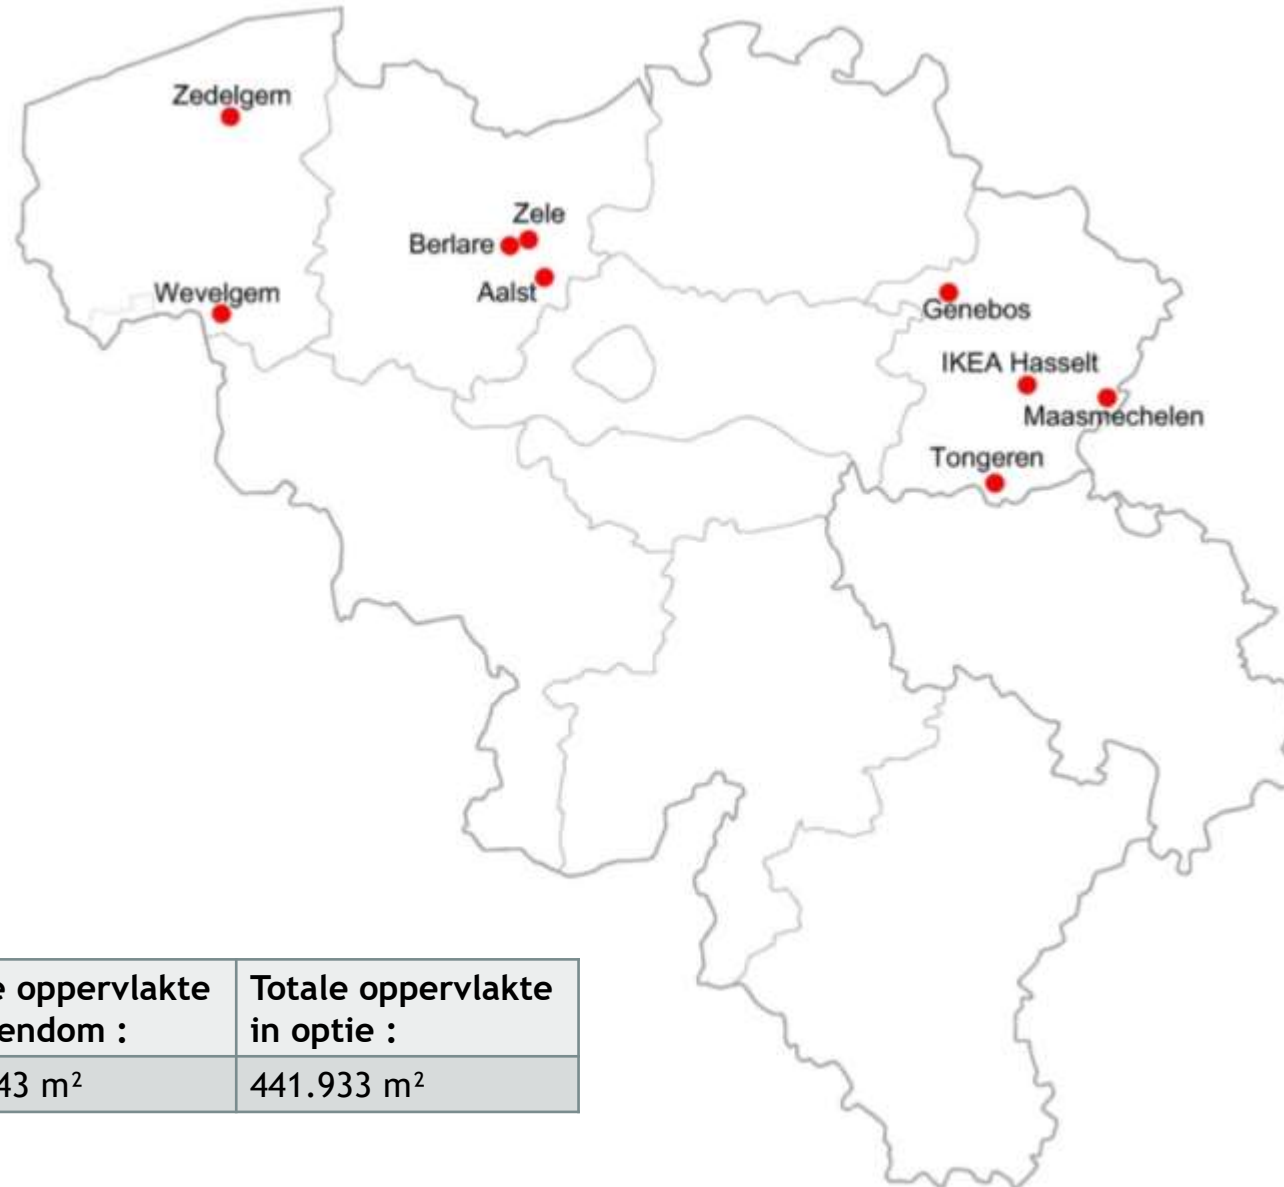 Zedelgem
Zele
Berlare
Aalst
Wevelgem
Genebos
IKEA Hasselt
Maasmechelen
Tongeren
oppervlakte
Totale oppervlakte
in optie :
43 m²
441.933 m²